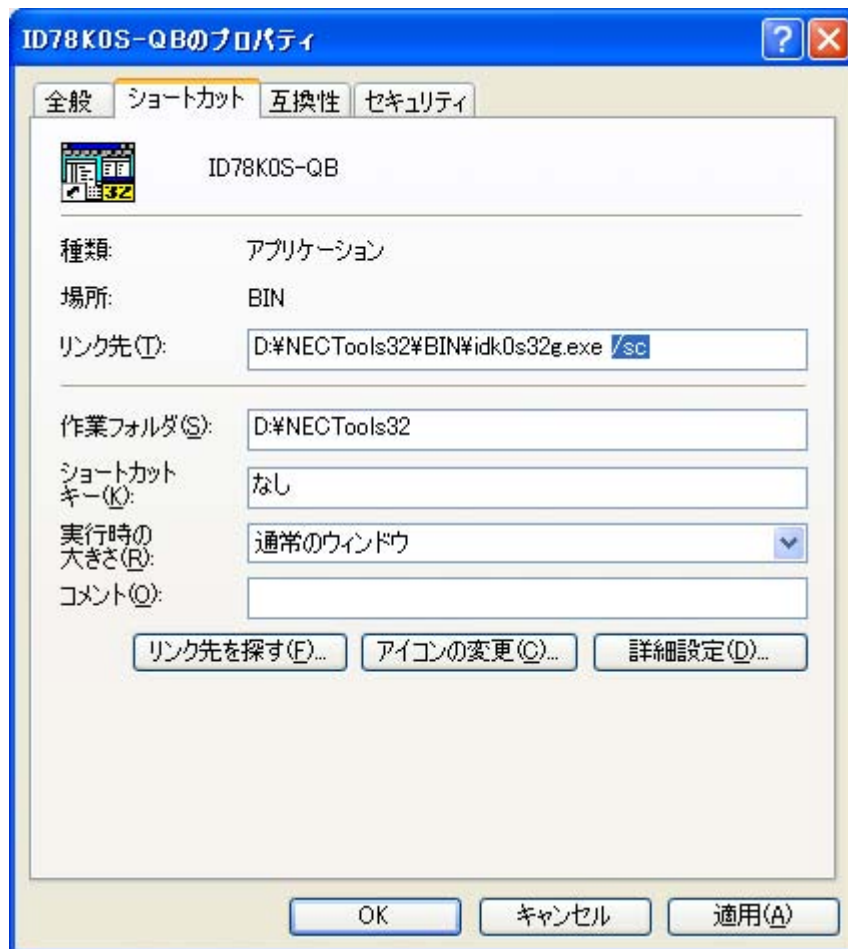 ID78K0S-QBのプロパティ
全般 ショートカット 互換性 セキュリティ
32
ID78K0S-QB
種類: アプリケーション
場所: BIN
リンク先(T): D:¥NECTools32¥BIN¥idk0s32g.exe /sc
作業フォルダ(S): D:¥NECTools32
ショートカット
キー(K): なし
実行時の
大きさ(R): 通常のウィンドウ
コメント(O):
リンク先を探す(F)... アイコンの変更(C)... 詳細設定(D)...
OK キャンセル 適用(A)